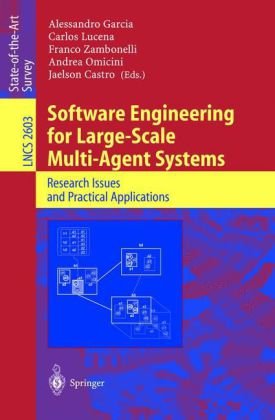 State-of-the-Art
Survey
LNCS 2603
Alessandro Garcia
Carlos Lucena
Franco Zambonelli
Andrea Omicini
Jaelson Castro (Eds.)
Software Engineering
for Large-Scale
Multi-Agent Systems
Research Issues
and Practical Applications
Springer